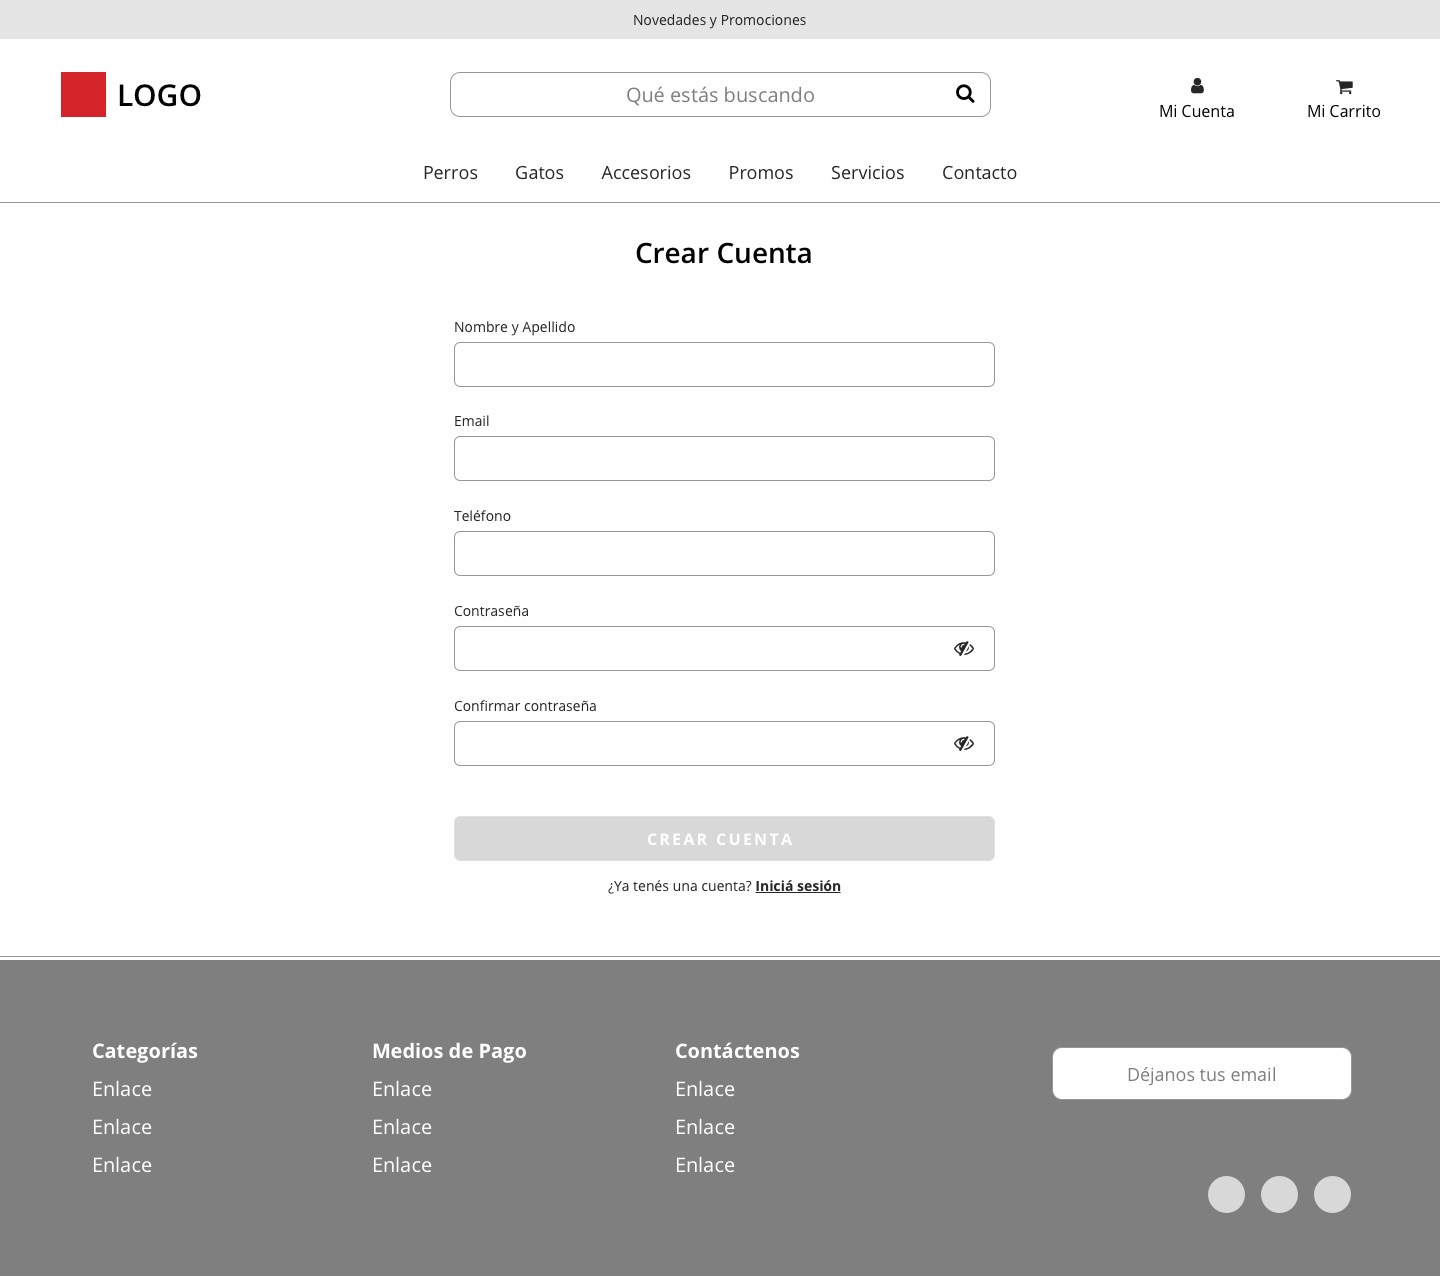 Novedades y Promociones
LOGO
Qué estás buscando
Mi Cuenta
Mi Carrito
Perros Gatos Accesorios Promos Servicios Contacto
Crear Cuenta
Nombre y Apellido
Email
Teléfono
Contraseña
Confirmar contraseña
CREAR CUENTA
¿Ya tenés una cuenta? Iniciá sesión
Categorías
Enlace
Enlace
Enlace
Medios de Pago
Enlace
Enlace
Enlace
Contáctenos
Enlace
Enlace
Enlace
Déjanos tus email